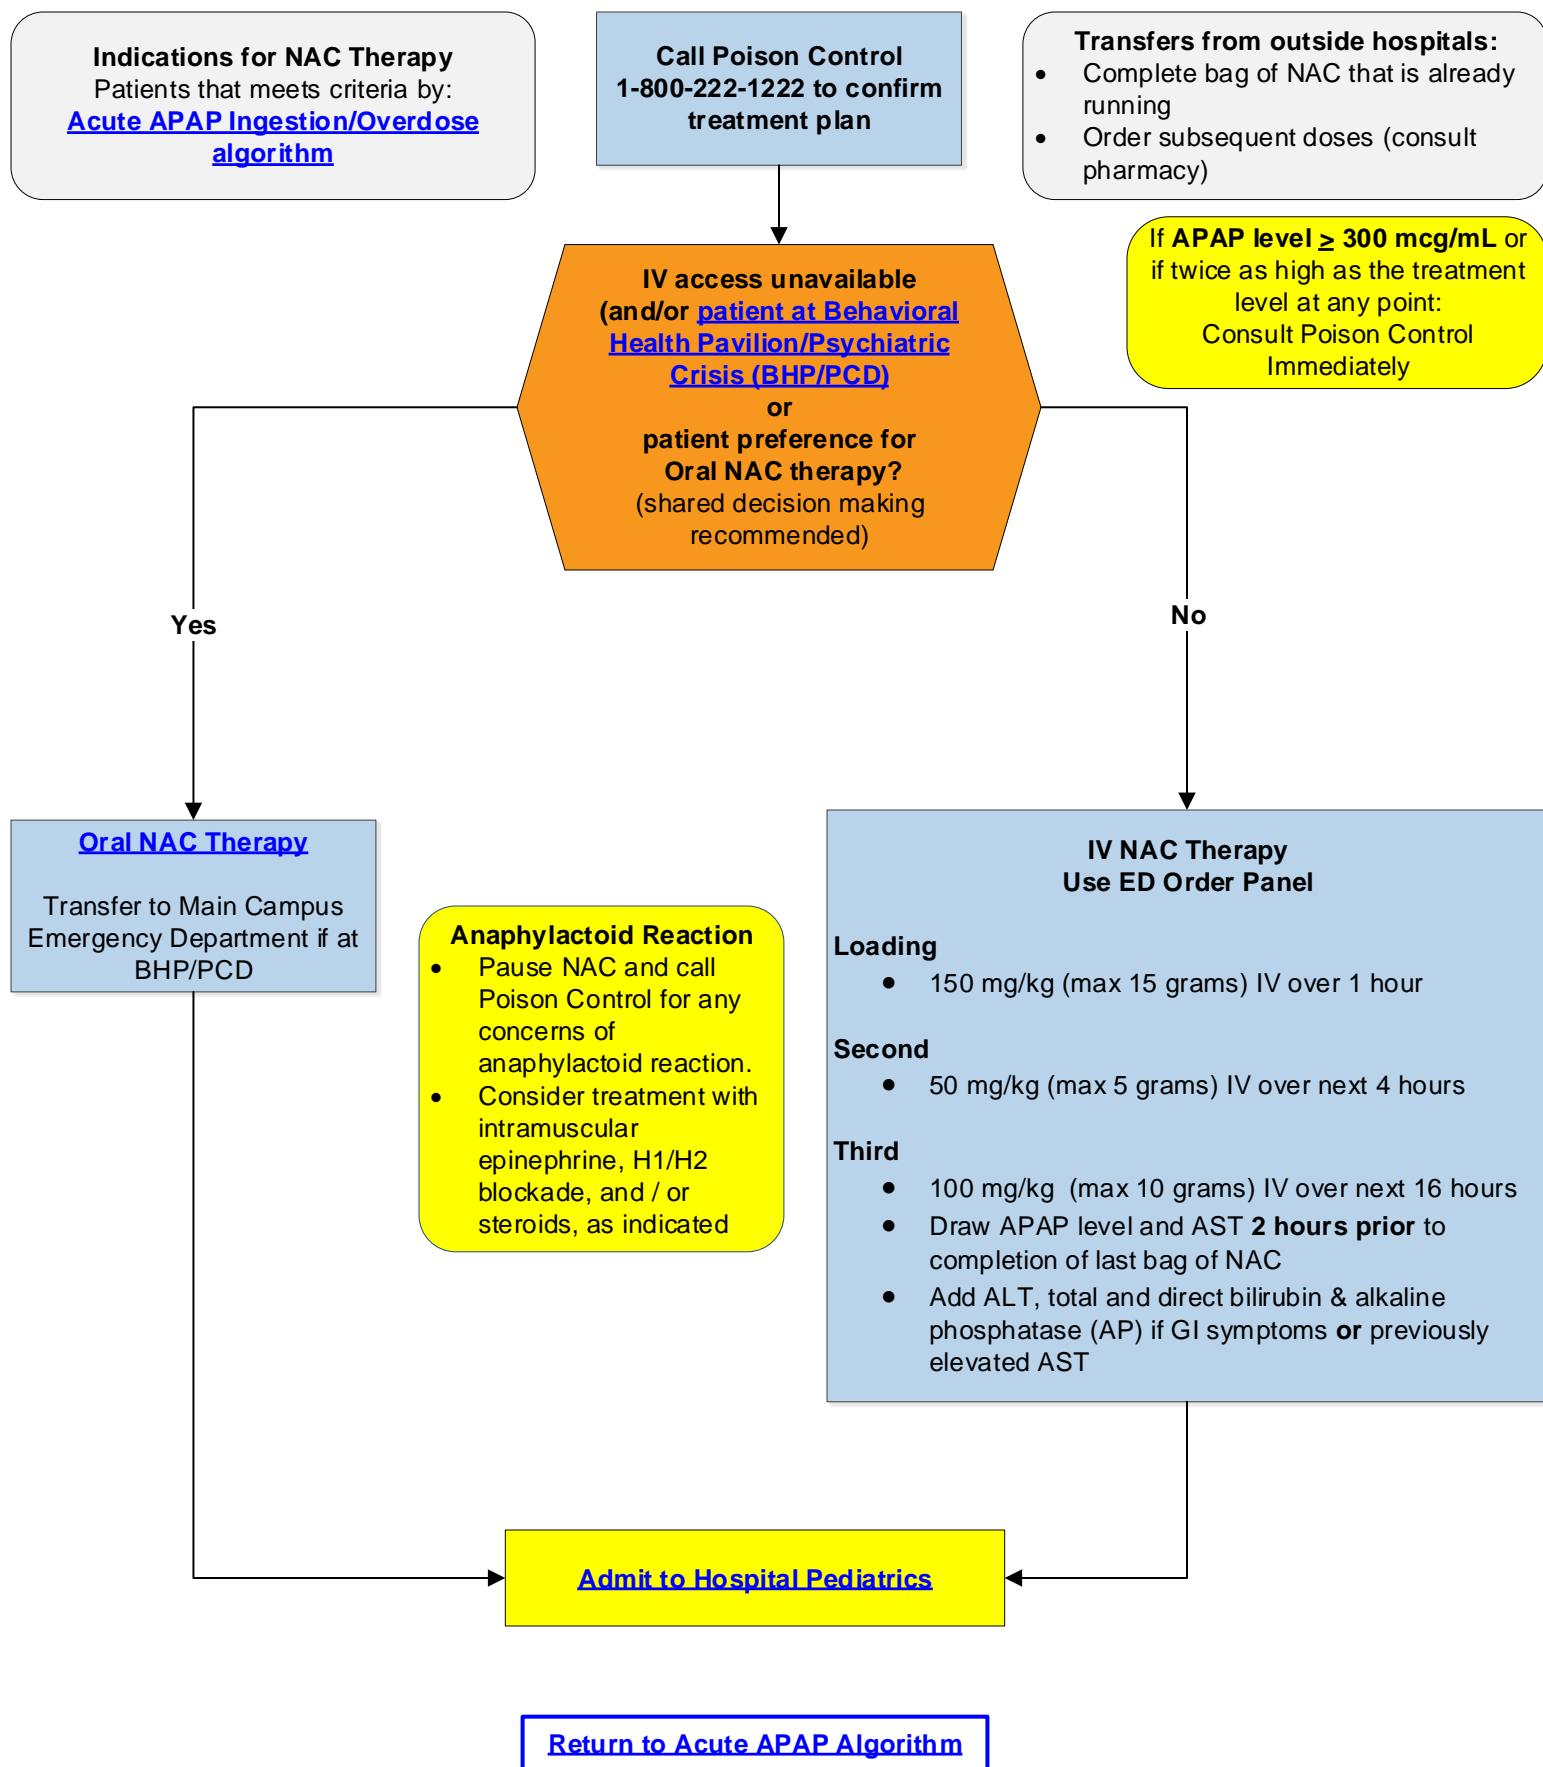 Indications for NAC Therapy
Patients that meets criteria by:
Acute APAP Ingestion/Overdose
algorithm
Call Poison Control
1-800-222-1222 to confirm
treatment plan
Transfers from outside hospitals:
• Complete bag of NAC that is already
running
• Order subsequent doses (consult
pharmacy)
If APAP level ≥ 300 mcg/mL or
if twice as high as the treatment
level at any point:
Consult Poison Control
Immediately
IV access unavailable
(and/or patient at Behavioral
Health Pavilion/Psychiatric
Crisis (BHP/PCD)
or
patient preference for
Oral NAC therapy?
(shared decision making
recommended)
Yes
No
Oral NAC Therapy
Transfer to Main Campus
Emergency Department if at
BHP/PCD
Anaphylactoid Reaction
• Pause NAC and call
Poison Control for any
concerns of
anaphylactoid reaction.
• Consider treatment with
intramuscular
epinephrine, H1/H2
blockade, and / or
steroids, as indicated
IV NAC Therapy
Use ED Order Panel
Loading
• 150 mg/kg (max 15 grams) IV over 1 hour
Second
• 50 mg/kg (max 5 grams) IV over next 4 hours
Third
• 100 mg/kg (max 10 grams) IV over next 16 hours
• Draw APAP level and AST 2 hours prior to
completion of last bag of NAC
• Add ALT, total and direct bilirubin & alkaline
phosphatase (AP) if GI symptoms or previously
elevated AST
Admit to Hospital Pediatrics
Return to Acute APAP Algorithm